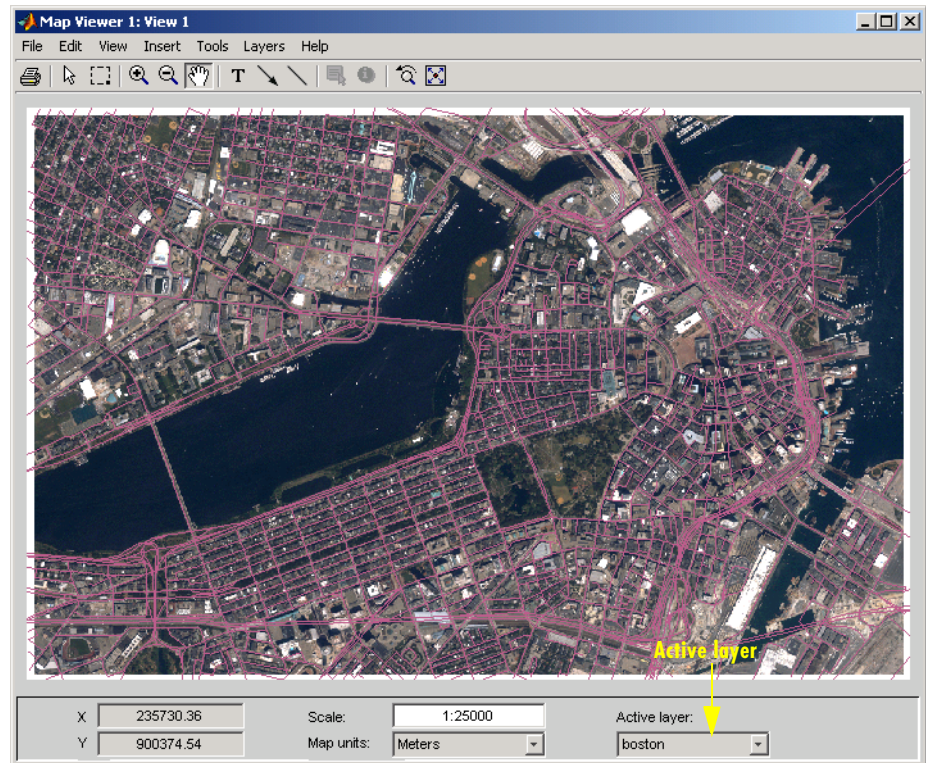 Map Viewer 1: View 1
File Edit View Insert Tools Layers Help
T
Active layer
X 235730.36 Scale: 1:25000 Active layer:
Y 900374.54 Map units: Meters boston